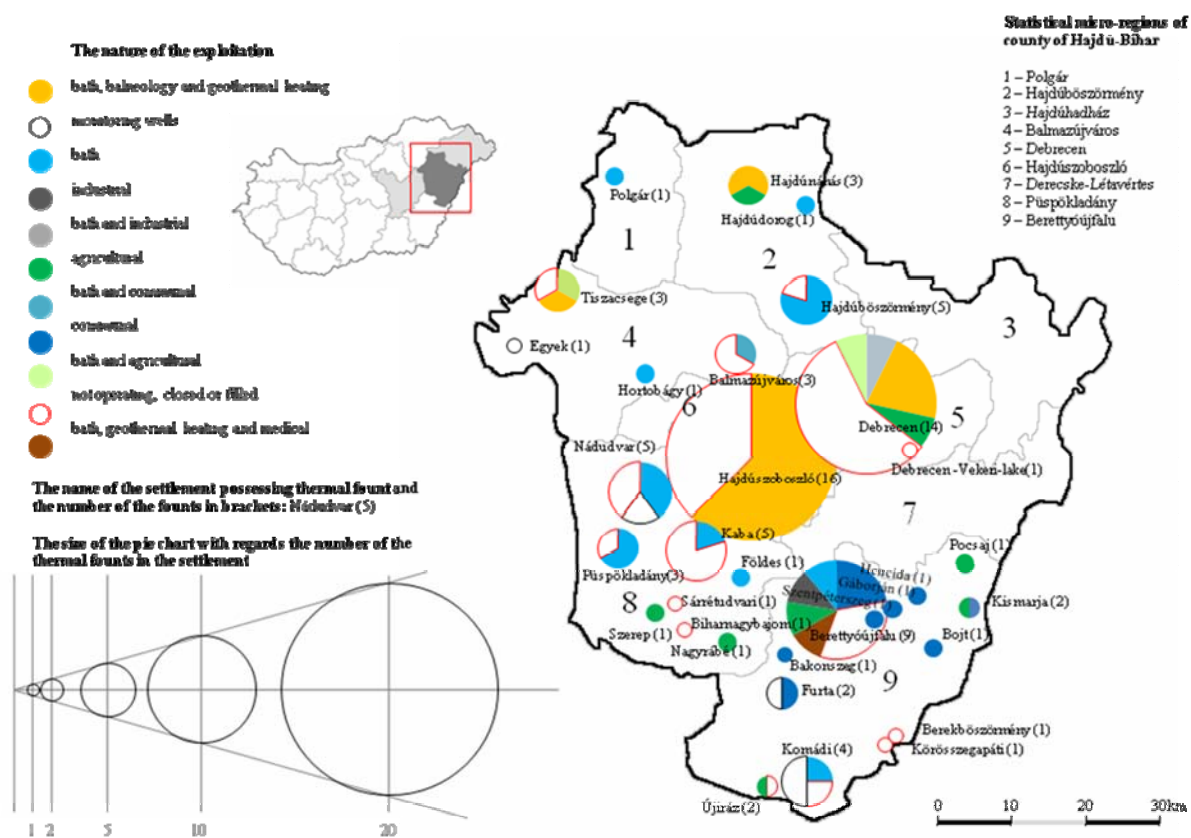 The nature of the exploitation
bath, balneology and geothermal heating
monitoring wells
bath
industrial
bath and industrial
agricultural
bath and communal
communal
bath and agricultural
not operating, closed or filled
bath, geothermal heating and medical
The name of the settlement possessing thermal fount and
the number of the founts in brackets: Nádudvar (5)
The size of the pie chart with regards the number of the
thermal founts in the settlement
1 2 5 10 20
Statistical micro-regions of
county of Hajdú-Bihar
1 – Polgár
2 – Hajdúböszörmény
3 – Hajdúhadház
4 – Balmazújváros
5 – Debrecen
6 – Hajdúszoboszló
7 – Derecske-Létavértes
8 – Püspökladány
9 – Berettyóújfalu
Polgár (1)
Hajdúnánás (3)
Hajdúdorog (1)
1
2
3
Tiszacsege (3)
Hajdúböszörmény (5)
4
Egyek (1)
Balmazújváros (3)
Hortobágy (1)
6
5
Debrecen (14)
Nádudvar (5)
Debrecen-Vekeri-lake (1)
Hajdúszoboszló (16)
7
Kaba (5)
Pocsaj (1)
Földes (1)
Püspökladány (3)
Hencida (1)
Gáborján (1)
Szentpéterszeg (1)
8
Sárrétudvari (1)
Kismarja (2)
Szerep (1)
Biharnagybajom (1)
Berettyóújfalu (9)
Bojt (1)
Nagyrábé (1)
Bakonszeg (1)
9
Furta (2)
Berekböszörmény (1)
Komádi (4)
Körösszegapáti (1)
Újiráz (2)
0 10 20 30km